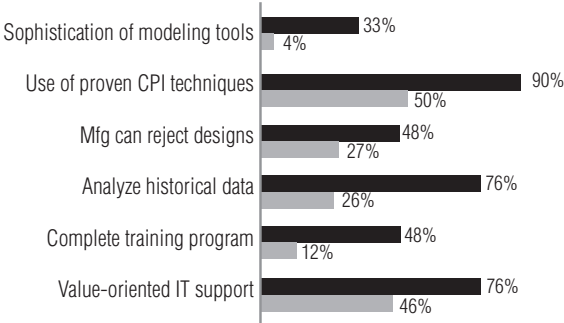 Sophistication of modeling tools 33%
4%
Use of proven CPI techniques 90%
50%
Mfg can reject designs 48%
27%
Analyze historical data 76%
26%
Complete training program 48%
12%
Value-oriented IT support 76%
46%